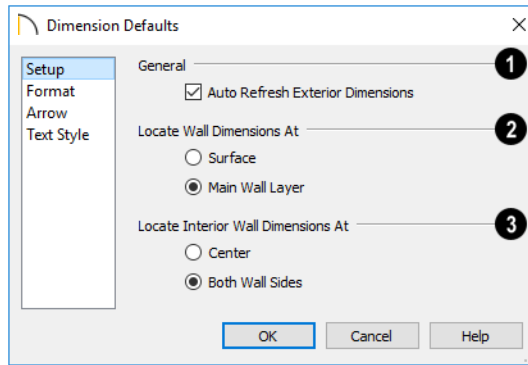 Dimension Defaults
Setup
Format
Arrow
Text Style
General 1
Auto Refresh Exterior Dimensions
Locate Wall Dimensions At 2
Surface
Main Wall Layer
Locate Interior Wall Dimensions At 3
Center
Both Wall Sides
OK Cancel Help